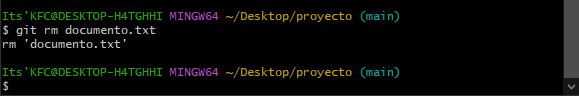 Its'KFC@DESKTOP-H4TGHHI MINGW64 ~/Desktop/proyecto (main)
$ git rm documento.txt
rm 'documento.txt'
Its'KFC@DESKTOP-H4TGHHI MINGW64 ~/Desktop/proyecto (main)
$